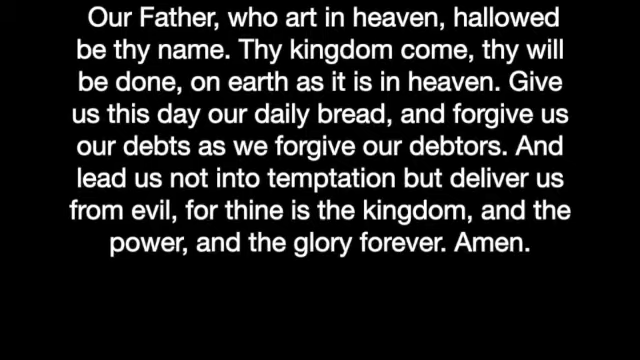 Our Father, who art in heaven, hallowed
be thy name. Thy kingdom come, thy will
be done, on earth as it is in heaven. Give
us this day our daily bread, and forgive us
our debts as we forgive our debtors. And
lead us not into temptation but deliver us
from evil, for thine is the kingdom, and the
power, and the glory forever. Amen.